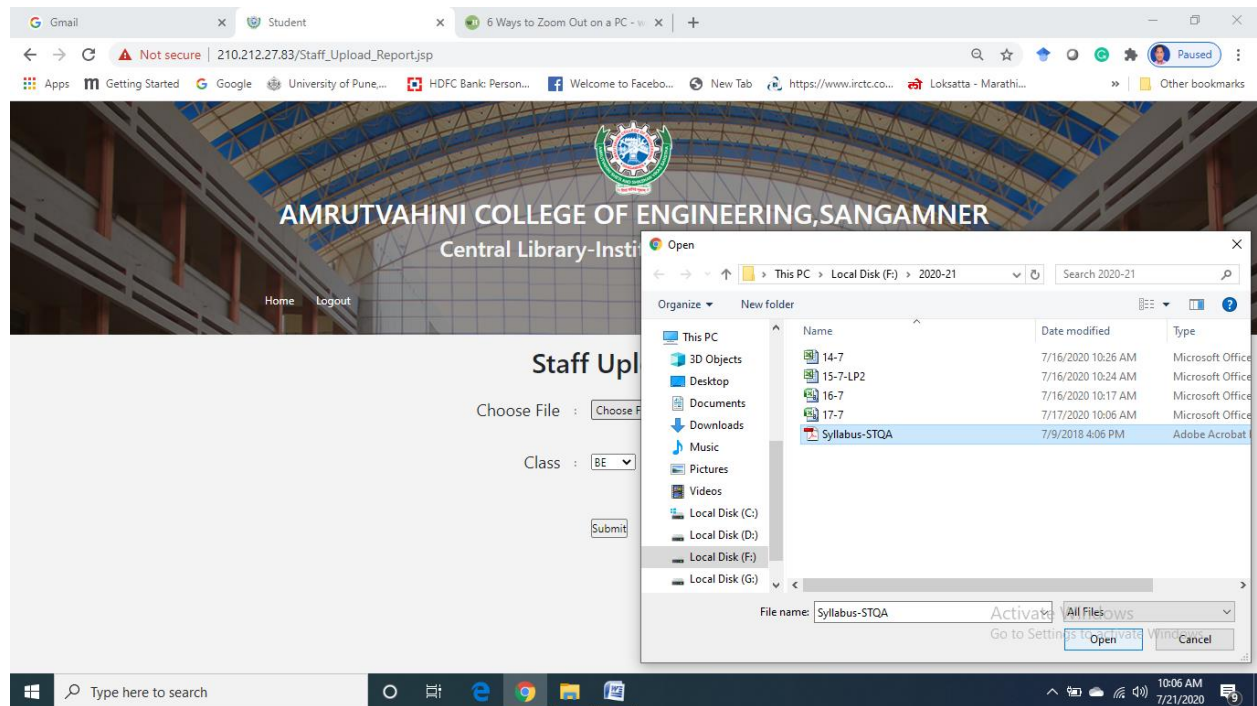 Gmail
Student
6 Ways to Zoom Out on a PC - w
Not secure | 210.212.27.83/Staff_Upload_Report.jsp
Paused
Apps
Getting Started
Google
University of Pune,...
HDFC Bank: Person...
Welcome to Facebo...
New Tab
https://www.irctc.co...
Loksatta - Marathi...
»
Other bookmarks
AMRUTVAHINI COLLEGE OF ENGINEERING,SANGAMNER
Central Library-Instit
Home Logout
Staff Upl
Choose File : Choose F
Class : BE
Submit
Open
This PC > Local Disk (F:) > 2020-21
Search 2020-21
Organize
New folder
This PC
3D Objects
Desktop
Documents
Downloads
Music
Pictures
Videos
Local Disk (C:)
Local Disk (D:)
Local Disk (F:)
Local Disk (G:)
Name Date modified Type
14-7 7/16/2020 10:26 AM Microsoft Office
15-7-LP2 7/16/2020 10:24 AM Microsoft Office
16-7 7/16/2020 10:17 AM Microsoft Office
17-7 7/17/2020 10:06 AM Microsoft Office
Syllabus-STQA 7/9/2018 4:06 PM Adobe Acrobat
File name: Syllabus-STQA
All Files
Activate Windows
Go to Settings to activate Windows.
Open
Cancel
Type here to search
10:06 AM
7/21/2020
9